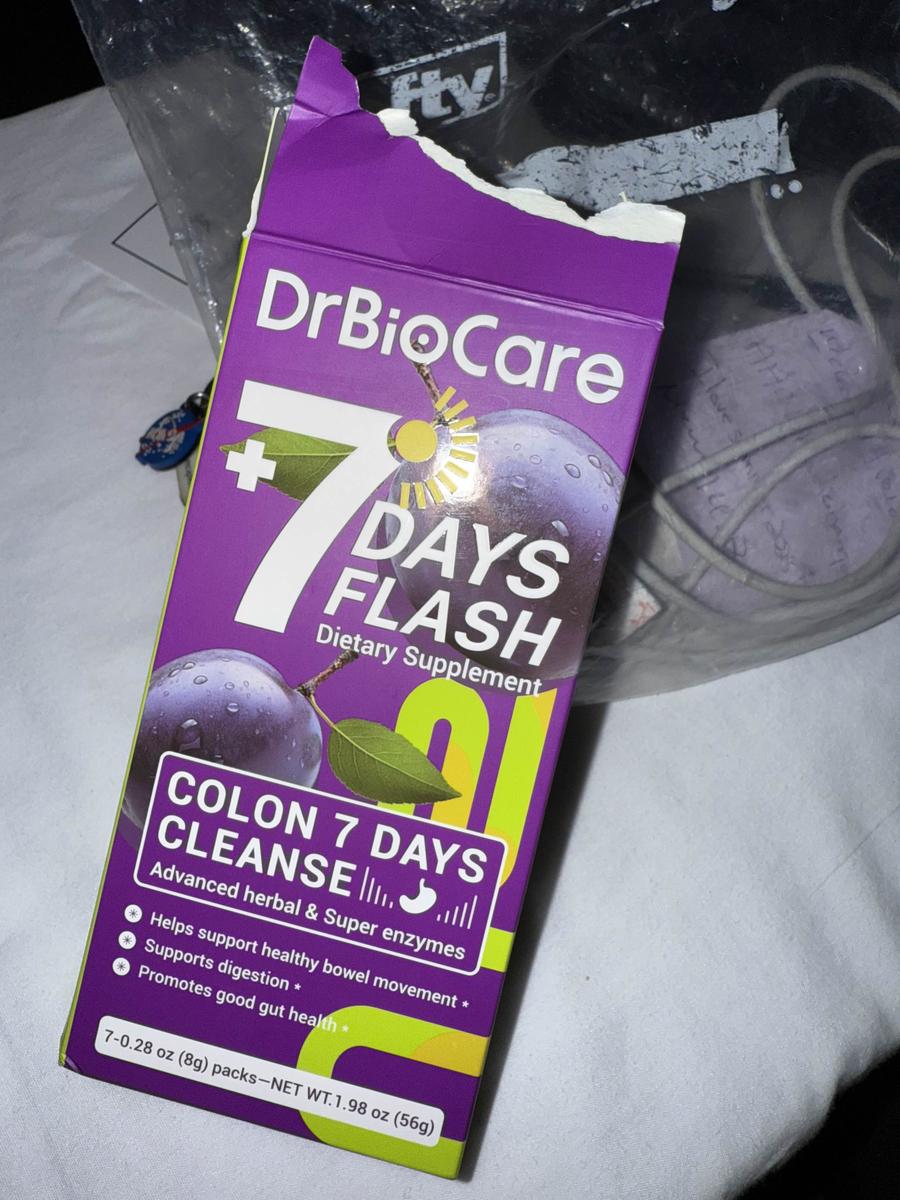 fty
DrBioCare
+7
DAYS
FLASH
Dietary Supplement
COLON 7 DAYS
CLEANSE
Advanced herbal & Super enzymes
Helps support healthy bowel movement *
Supports digestion *
Promotes good gut health *
7-0.28 oz (8g) packs—NET WT.1.98 oz (56g)